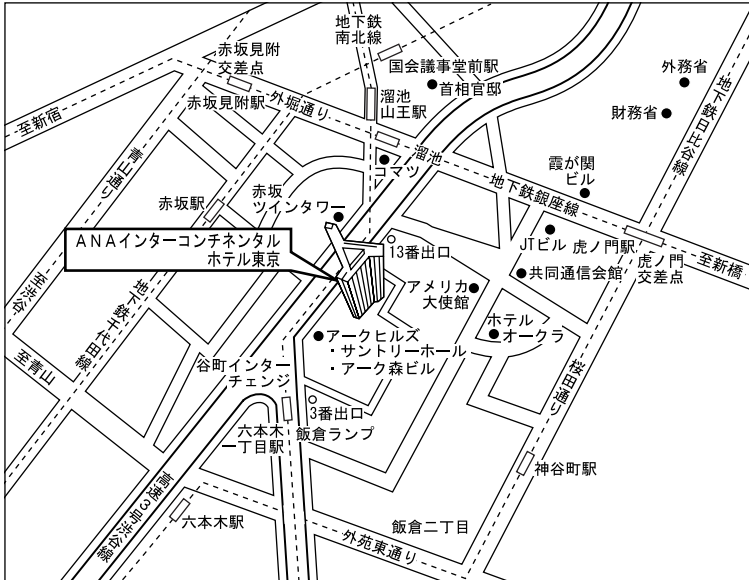 地下鉄
南北線
赤坂見附
交差点
国会議事堂前駅
首相官邸
外務省
財務省
地下鉄日比谷線
至新宿
赤坂見附駅
外堀通り
溜池
山王駅
溜池
コマツ
地下鉄銀座線
霞が関
ビル
青山通り
赤坂駅
赤坂
ツインタワー
ANAインターコンチネンタル
ホテル東京
13番出口
JTビル
虎ノ門駅
虎ノ門
交差点
至新橋
共同通信会館
アメリカ
大使館
ホテル
オークラ
至渋谷
地下鉄千代田線
至青山
アークヒルズ
・サントリーホール
・アーク森ビル
谷町インター
チェンジ
3番出口
六本木
一丁目駅
飯倉ランプ
桜田通り
神谷町駅
高速3号渋谷線
六本木駅
外苑東通り
飯倉二丁目